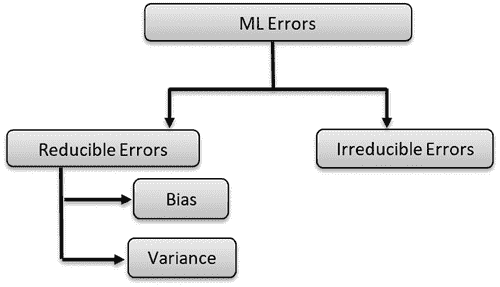 ML Errors
Reducible Errors
Irreducible Errors
Bias
Variance